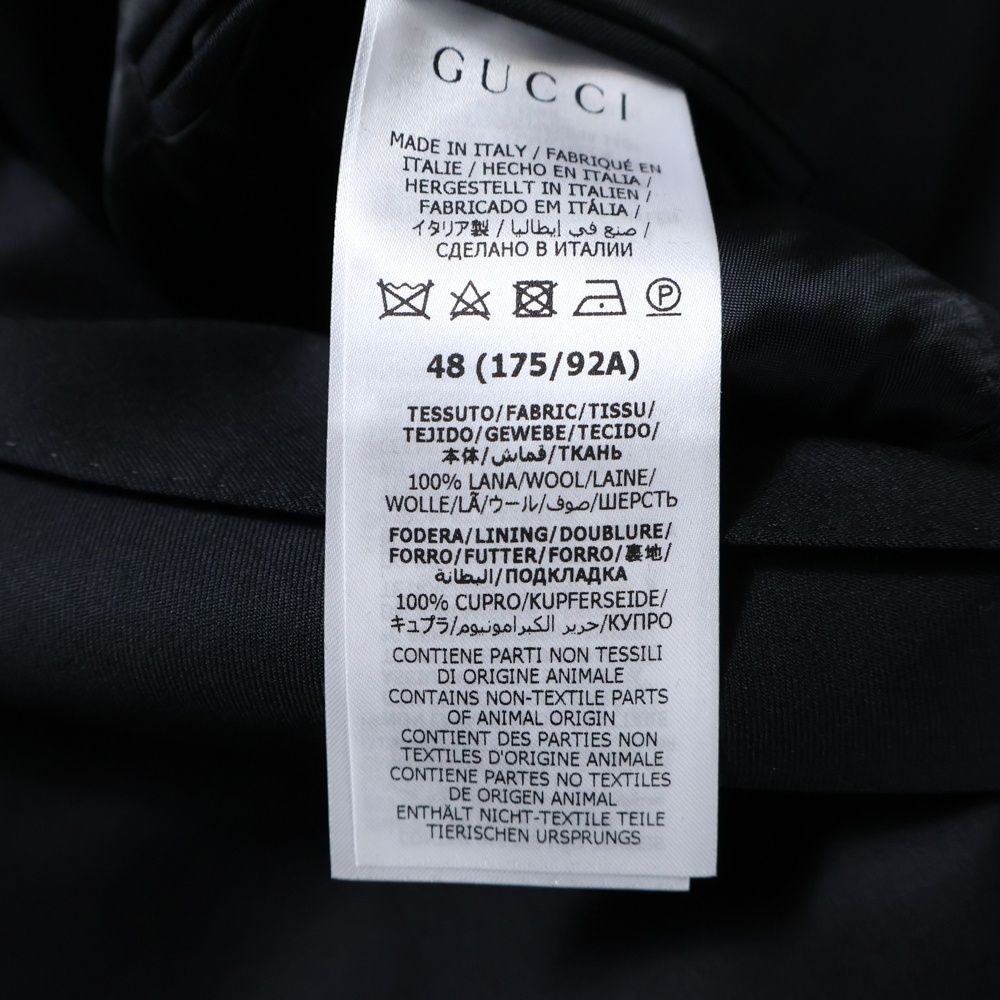 GUCCI
MADE IN ITALY / FABRIQUÉ EN
ITALIE / HECHO EN ITALIA /
HERGESTELLT IN ITALIEN /
FABRICADO EM ITÁLIA /
イタリア製 / صنع في إيطاليا /
СДЕЛАНО В ИТАЛИИ
P
48 (175/92A)
TESSUTO/FABRIC/TISSU/
TEJIDO/GEWEBE/TECIDO/
本体/قماش/ТКАНЬ
100% LANA/WOOL/LAINE/
WOLLE/LÃ/ウール/صوف/ШЕРСТЬ
FODERA/LINING/DOUBLURE/
FORRO/FUTTER/FORRO/裏地/
البطانة/ПОДКЛАДКА
100% CUPRO/KUPFERSEIDE/
キュプラ/حرير الكبرامونيوم/КУПРО
CONTIENE PARTI NON TESSILI
DI ORIGINE ANIMALE
CONTAINS NON-TEXTILE PARTS
OF ANIMAL ORIGIN
CONTIENT DES PARTIES NON
TEXTILES D'ORIGINE ANIMALE
CONTIENE PARTES NO TEXTILES
DE ORIGEN ANIMAL
ENTHÄLT NICHT-TEXTILE TEILE
TIERISCHEN URSPRUNGS